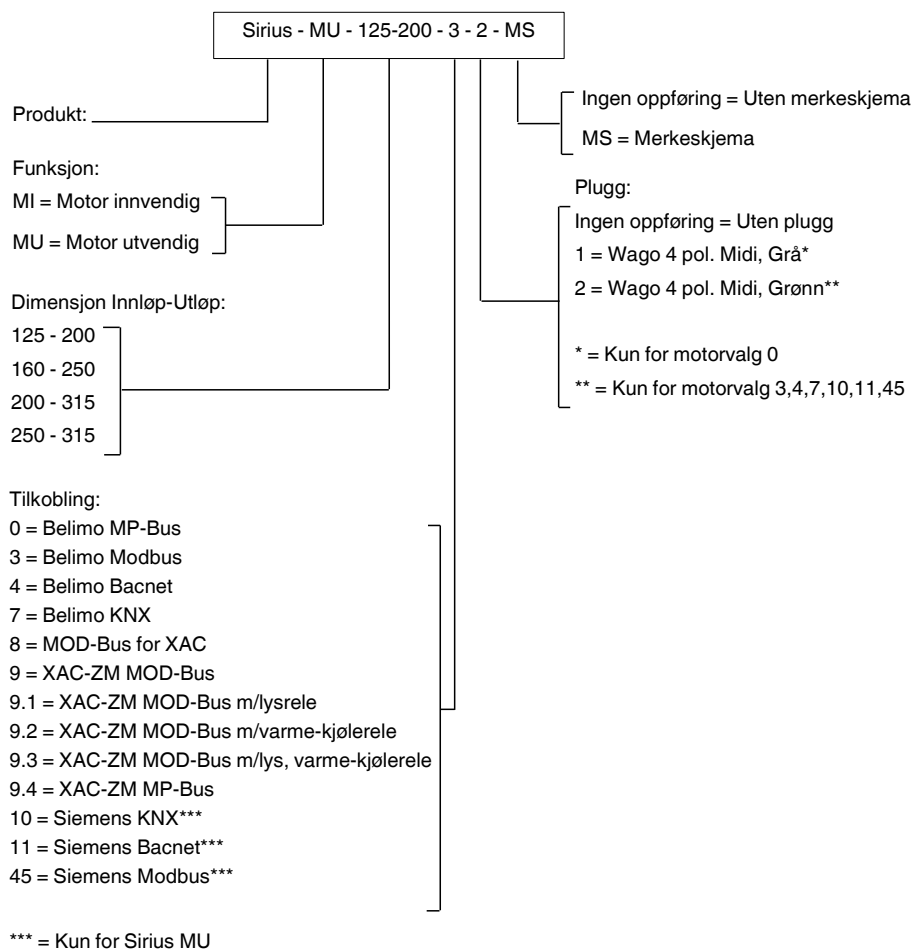 Sirius - MU - 125-200 - 3 - 2 - MS
Produkt:
Funksjon:
MI = Motor innvendig
MU = Motor utvendig
Dimensjon Innløp-Utløp:
125 - 200
160 - 250
200 - 315
250 - 315
Tilkobling:
0 = Belimo MP-Bus
3 = Belimo Modbus
4 = Belimo Bacnet
7 = Belimo KNX
8 = MOD-Bus for XAC
9 = XAC-ZM MOD-Bus
9.1 = XAC-ZM MOD-Bus m/lysrele
9.2 = XAC-ZM MOD-Bus m/varme-kjølerele
9.3 = XAC-ZM MOD-Bus m/lys, varme-kjølerele
9.4 = XAC-ZM MP-Bus
10 = Siemens KNX***
11 = Siemens Bacnet***
45 = Siemens Modbus***
*** = Kun for Sirius MU
Ingen oppføring = Uten merkeskjema
MS = Merkeskjema
Plugg:
Ingen oppføring = Uten plugg
1 = Wago 4 pol. Midi, Grå*
2 = Wago 4 pol. Midi, Grønn**
* = Kun for motorvalg 0
** = Kun for motorvalg 3,4,7,10,11,45